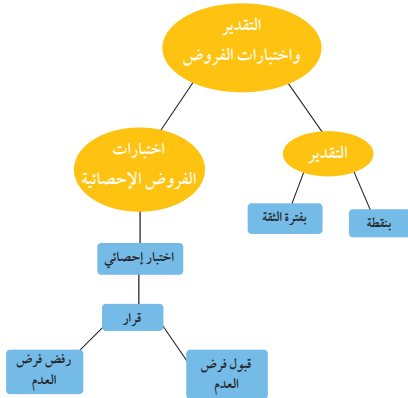 التقدير
واختبارات الفروض
التقدير
اختبارات
الفروض الإحصائية
بنقطة
بفترة الثقة
اختبار إحصائي
قرار
قبول فرض
العدم
رفض فرض
العدم